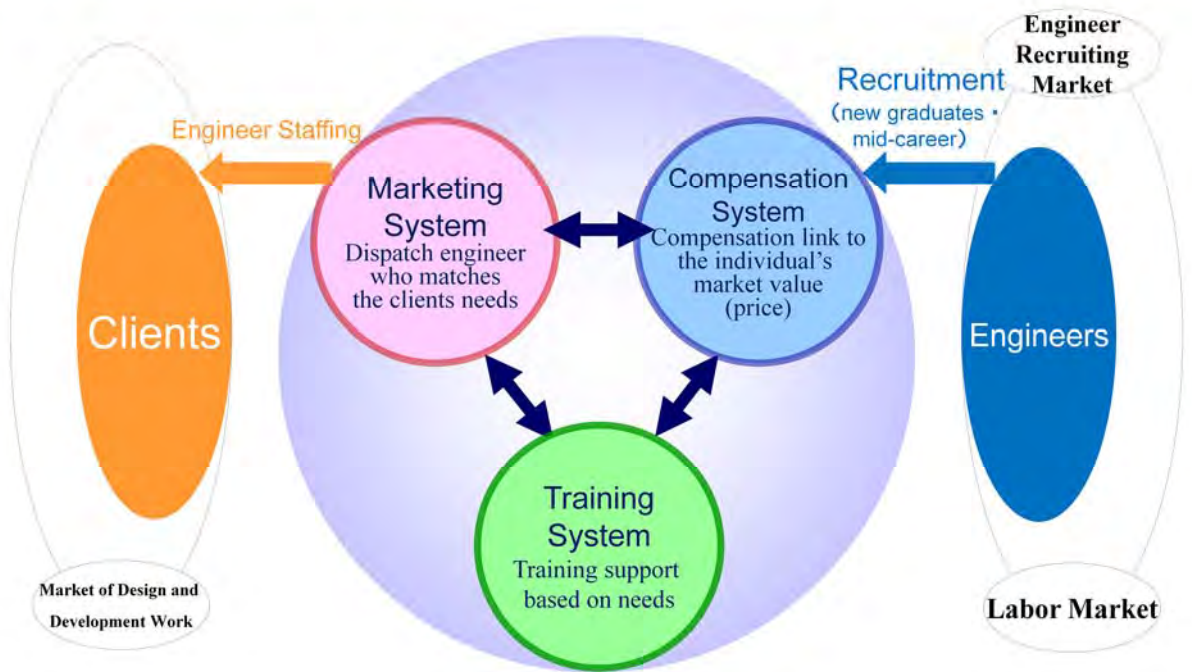 Engineer
Recruiting
Market
Recruitment
(new graduates・
mid-career)
Engineer Staffing
Marketing
System
Dispatch engineer
who matches
the clients needs
Compensation
System
Compensation link to
the individual's
market value
(price)
Clients
Engineers
Training
System
Training support
based on needs
Market of Design and
Development Work
Labor Market